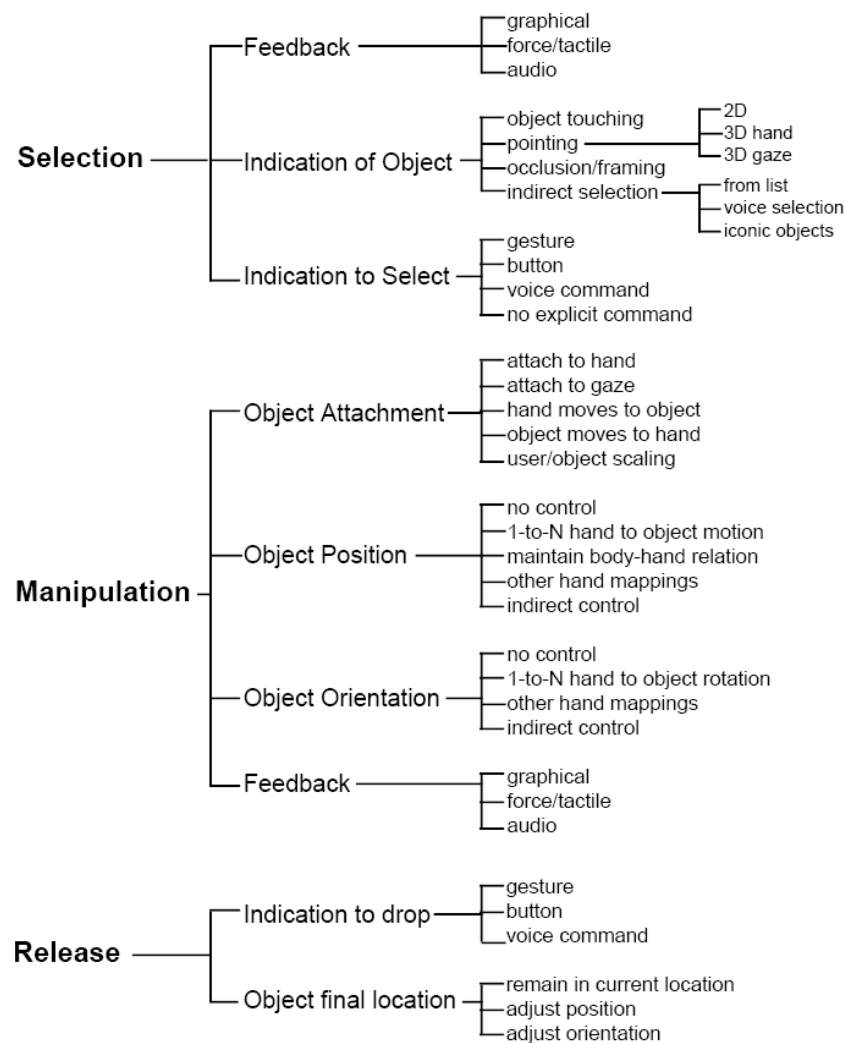 Selection
Feedback
graphical
force/tactile
audio
Indication of Object
object touching
pointing
2D
3D hand
3D gaze
occlusion/framing
indirect selection
from list
voice selection
iconic objects
Indication to Select
gesture
button
voice command
no explicit command
Manipulation
Object Attachment
attach to hand
attach to gaze
hand moves to object
object moves to hand
user/object scaling
Object Position
no control
1-to-N hand to object motion
maintain body-hand relation
other hand mappings
indirect control
Object Orientation
no control
1-to-N hand to object rotation
other hand mappings
indirect control
Feedback
graphical
force/tactile
audio
Release
Indication to drop
gesture
button
voice command
Object final location
remain in current location
adjust position
adjust orientation